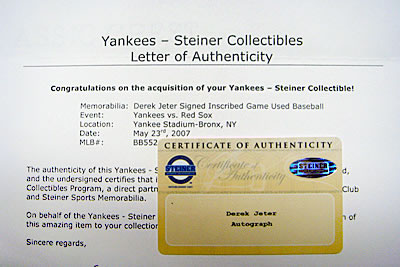 Yankees – Steiner Collectibles
Letter of Authenticity
Congratulations on the acquisition of your Yankees – Steiner Collectible!
Memorabilia: Derek Jeter Signed Inscribed Game Used Baseball
Event: Yankees vs. Red Sox
Location: Yankee Stadium-Bronx, NY
Date: May 23rd, 2007
MLB#: BB552
The authenticity of this Yankees - S
and the undersigned certifies that i
Collectibles Program, a direct partn Club
and Steiner Sports Memorabilia.
On behalf of the Yankees - Steiner of
this amazing item to your collection
Sincere regards,
CERTIFICATE OF AUTHENTICITY
STEINER
Certificate of
Authenticity
STEINER
Derek Jeter
Autograph